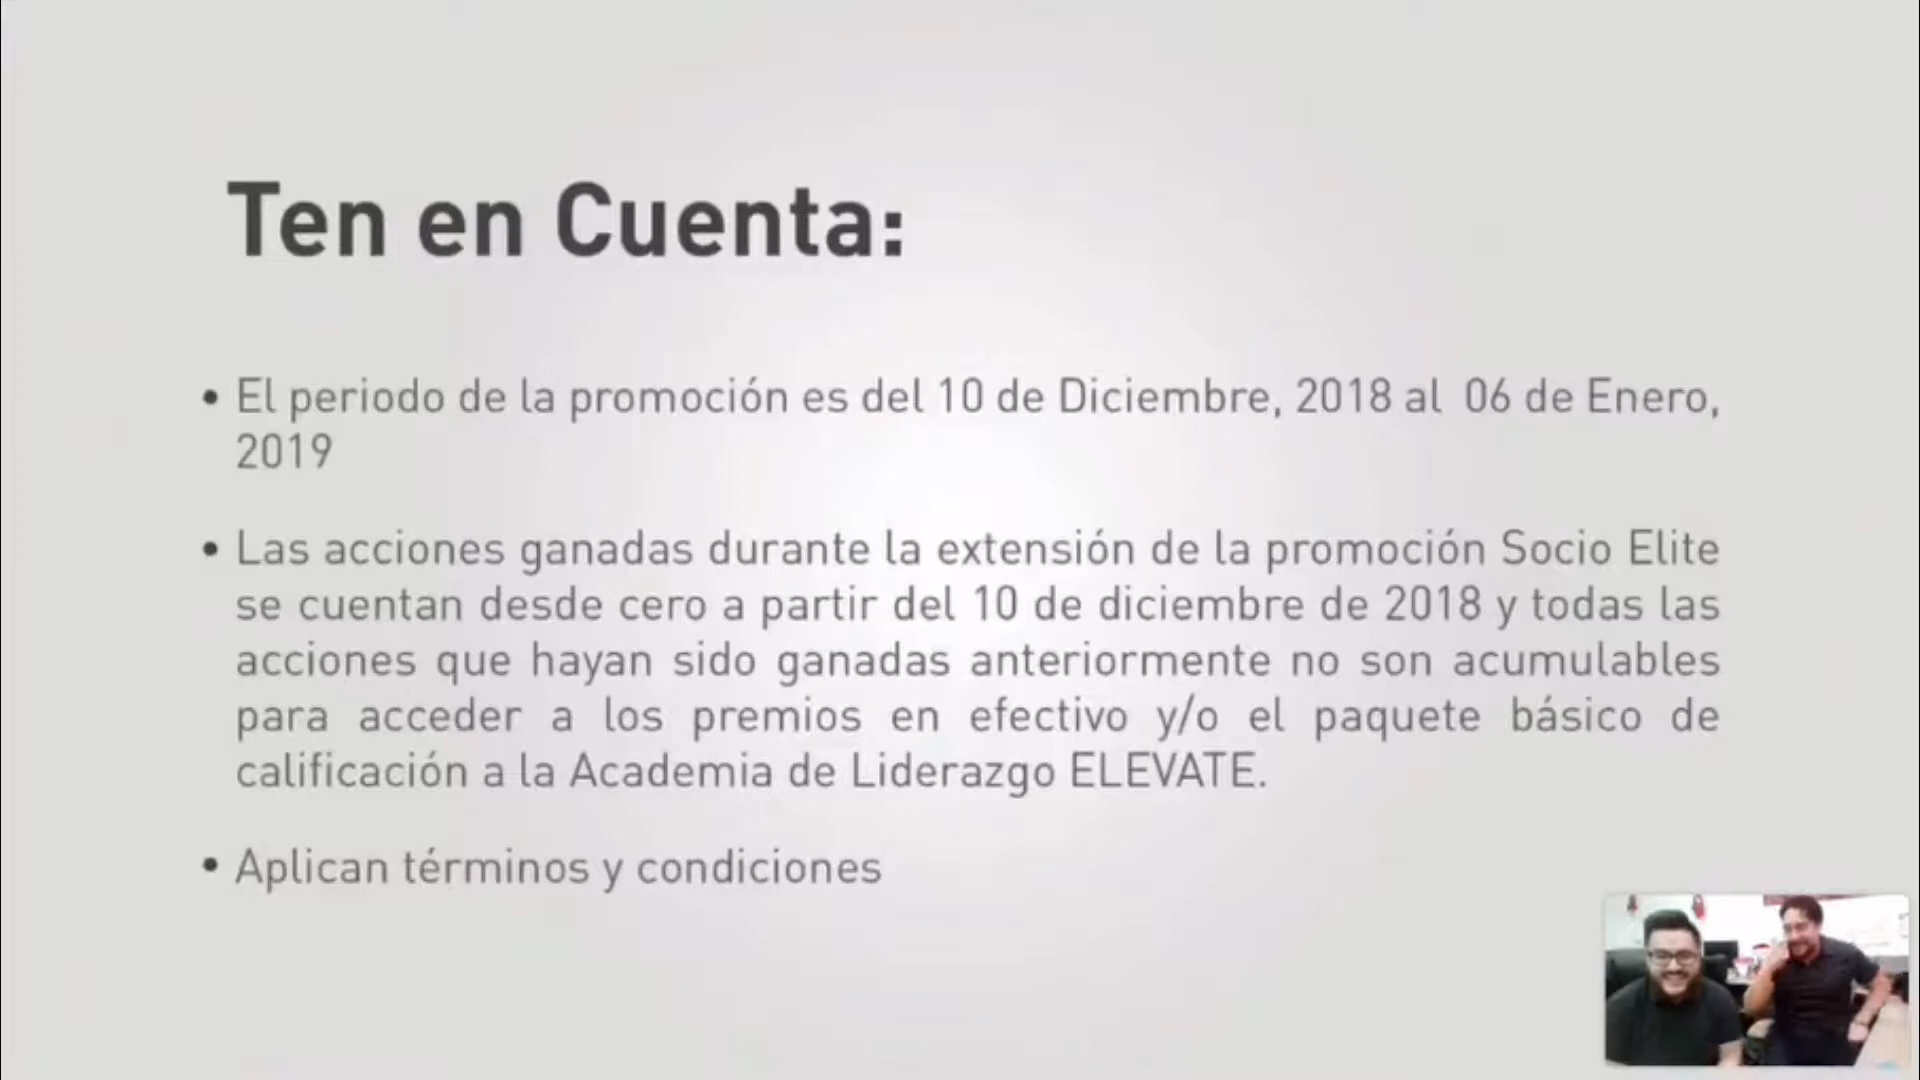 Ten en Cuenta:
• El periodo de la promoción es del 10 de Diciembre, 2018 al 06 de Enero,
2019
• Las acciones ganadas durante la extensión de la promoción Socio Elite
se cuentan desde cero a partir del 10 de diciembre de 2018 y todas las
acciones que hayan sido ganadas anteriormente no son acumulables
para acceder a los premios en efectivo y/o el paquete básico de
calificación a la Academia de Liderazgo ELEVATE.
• Aplican términos y condiciones